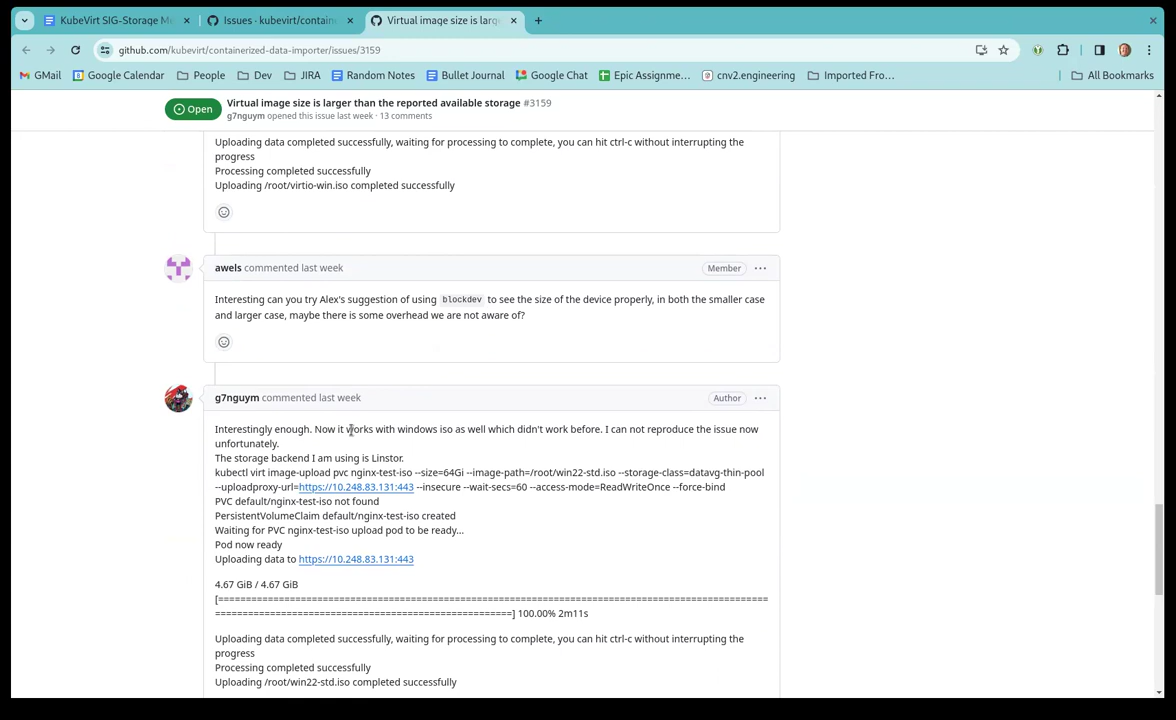 KubeVirt SIG-Storage Me
Issues · kubevirt/contain
Virtual image size is larg
github.com/kubevirt/containerized-data-importer/issues/3159
GMail
Google Calendar
People
Dev
JIRA
Random Notes
Bullet Journal
Google Chat
Epic Assignme...
cnv2.engineering
Imported Fro...
All Bookmarks
Open
Virtual image size is larger than the reported available storage #3159
g7nguym opened this issue last week · 13 comments
Uploading data completed successfully, waiting for processing to complete, you can hit ctrl-c without interrupting the
progress
Processing completed successfully
Uploading /root/virtio-win.iso completed successfully
awels commented last week
Member
Interesting can you try Alex's suggestion of using blockdev to see the size of the device properly, in both the smaller case
and larger case, maybe there is some overhead we are not aware of?
g7nguym commented last week
Author
Interestingly enough. Now it works with windows iso as well which didn't work before. I can not reproduce the issue now
unfortunately.
The storage backend I am using is Linstor.
kubectl virt image-upload pvc nginx-test-iso --size=64Gi --image-path=/root/win22-std.iso --storage-class=datavg-thin-pool
--uploadproxy-url=https://10.248.83.131:443 --insecure --wait-secs=60 --access-mode=ReadWriteOnce --force-bind
PVC default/nginx-test-iso not found
PersistentVolumeClaim default/nginx-test-iso created
Waiting for PVC nginx-test-iso upload pod to be ready...
Pod now ready
Uploading data to https://10.248.83.131:443
4.67 GiB / 4.67 GiB
[====================================================================================================
======================================================] 100.00% 2m11s
Uploading data completed successfully, waiting for processing to complete, you can hit ctrl-c without interrupting the
progress
Processing completed successfully
Uploading /root/win22-std.iso completed successfully